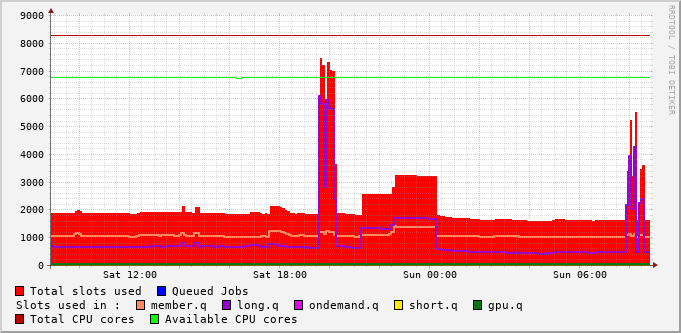 9000
8000
7000
6000
5000
4000
3000
2000
1000
0
Sat 12:00 Sat 18:00 Sun 00:00 Sun 06:00
Total slots used Queued Jobs
Slots used in : member.q long.q ondemand.q short.q gpu.q
Total CPU cores Available CPU cores
RRDTOOL / TOBI OETIKER